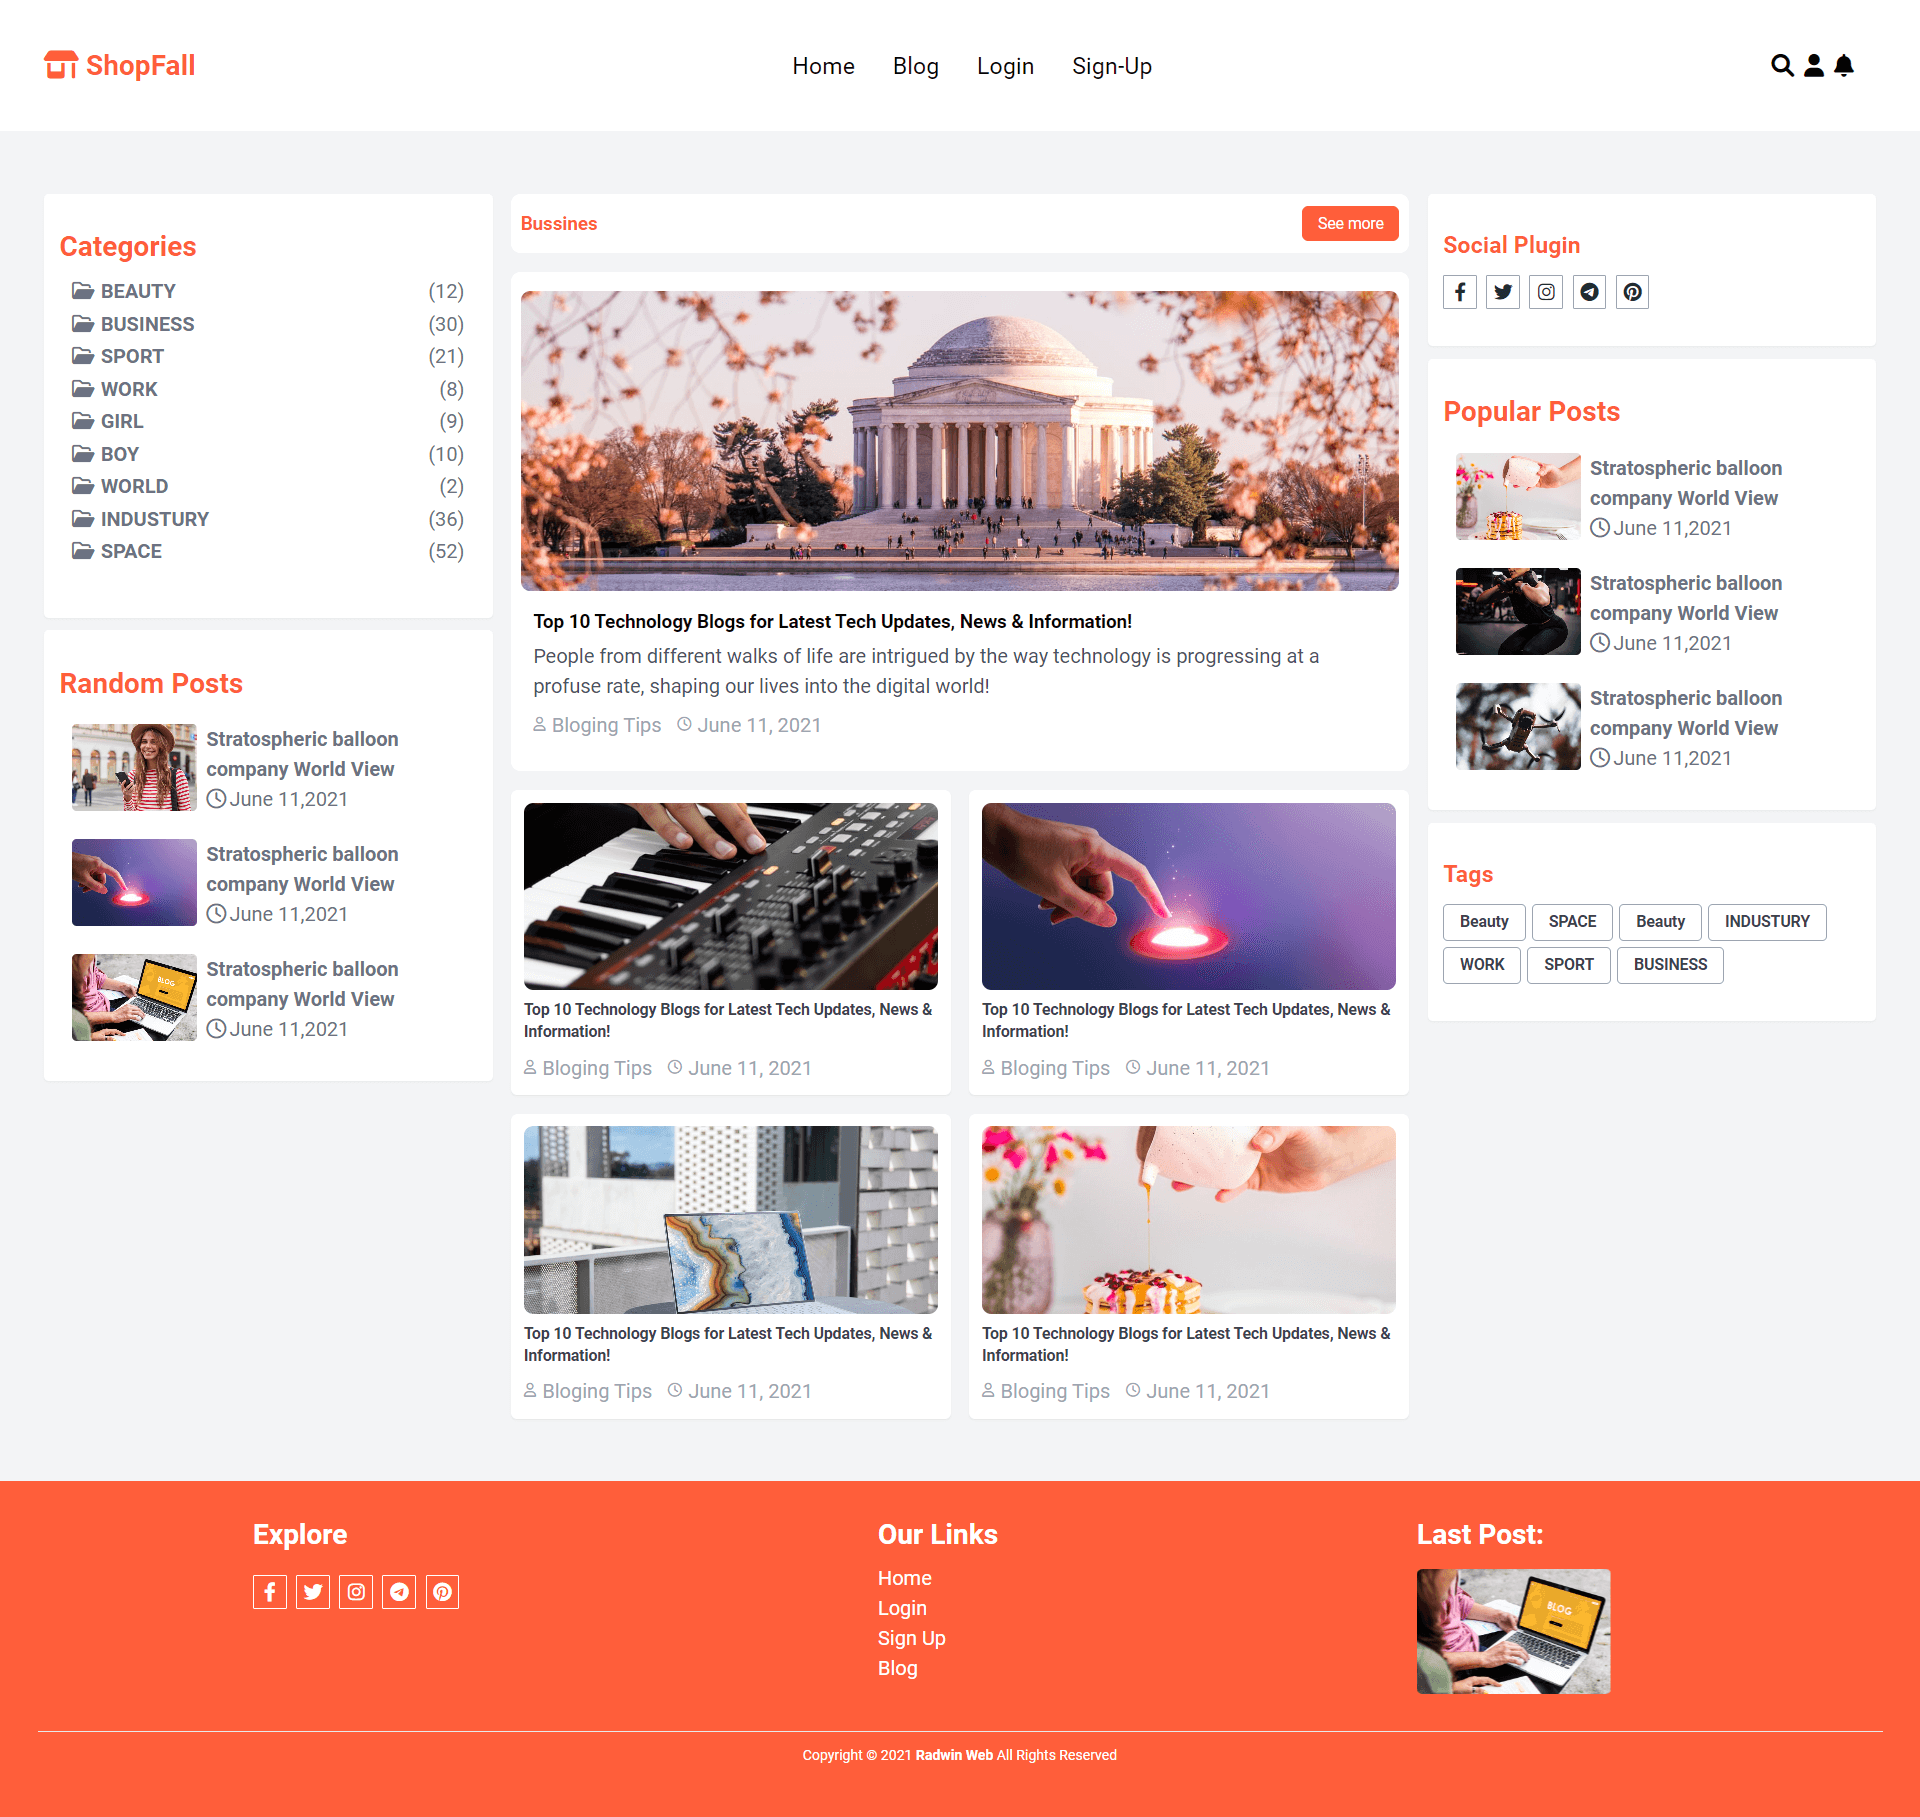 ShopFall
Home Blog Login Sign-Up
Categories
BEAUTY (12)
BUSINESS (30)
SPORT (21)
WORK (8)
GIRL (9)
BOY (10)
WORLD (2)
INDUSTURY (36)
SPACE (52)
Random Posts
Stratospheric balloon
company World View
June 11,2021
Stratospheric balloon
company World View
June 11,2021
BLOG
Stratospheric balloon
company World View
June 11,2021
Bussines
See more
Top 10 Technology Blogs for Latest Tech Updates, News & Information!
People from different walks of life are intrigued by the way technology is progressing at a
profuse rate, shaping our lives into the digital world!
Bloging Tips June 11, 2021
Top 10 Technology Blogs for Latest Tech Updates, News &
Information!
Bloging Tips June 11, 2021
Top 10 Technology Blogs for Latest Tech Updates, News &
Information!
Bloging Tips June 11, 2021
Top 10 Technology Blogs for Latest Tech Updates, News &
Information!
Bloging Tips June 11, 2021
Top 10 Technology Blogs for Latest Tech Updates, News &
Information!
Bloging Tips June 11, 2021
Social Plugin
Popular Posts
Stratospheric balloon
company World View
June 11,2021
Stratospheric balloon
company World View
June 11,2021
Stratospheric balloon
company World View
June 11,2021
Tags
Beauty SPACE Beauty INDUSTURY
WORK SPORT BUSINESS
Explore
Our Links
Home
Login
Sign Up
Blog
Last Post:
BLOG
Copyright © 2021 Radwin Web All Rights Reserved